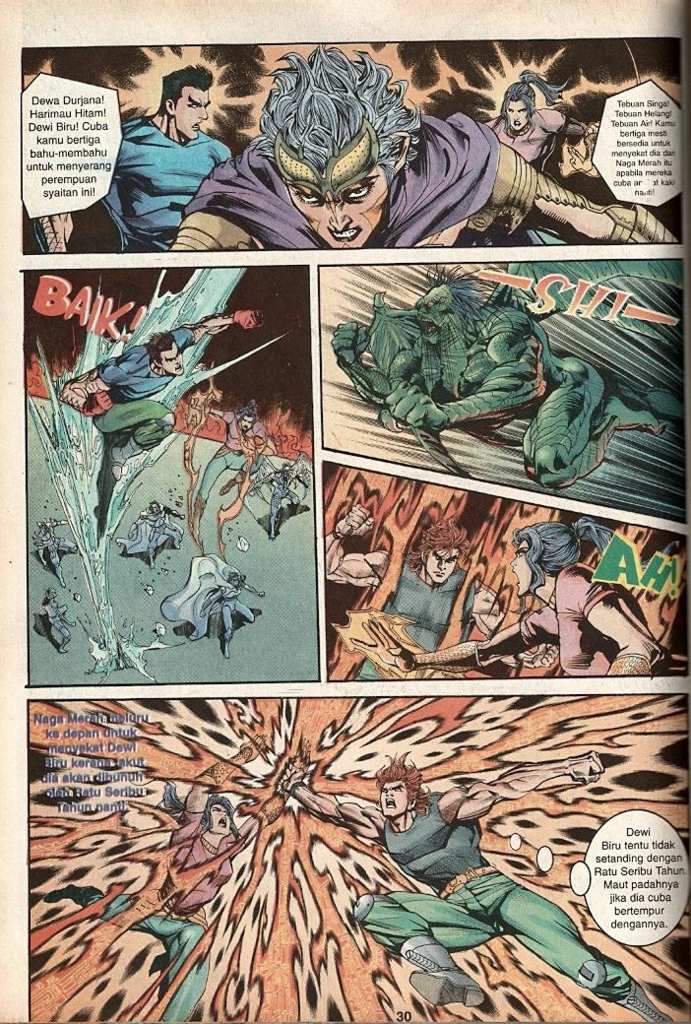 Dewa Durjana!
Harimau Hitam!
Dewi Biru! Cuba
kamu bertiga
bahu-membahu
untuk menyerang
perempuan
syaitan ini!
Tebuan Singa!
Tebuan Helang!
Tebuan Air! Kamu
bertiga mesti
bersedia untuk
menyekat dia dan
Naga Merah itu
apabila mereka
cuba kaki
nanti!
BAIK!
SHI
AH!
Naga Merah meluru
ke depan untuk
menyekat Dewi
Biru kerana takut
dia akan dibunuh
oleh Ratu Seribu
Tahun nanti.
Dewi
Biru tentu tidak
setanding dengan
Ratu Seribu Tahun.
Maut padahnya
jika dia cuba
bertempur
dengannya.
30